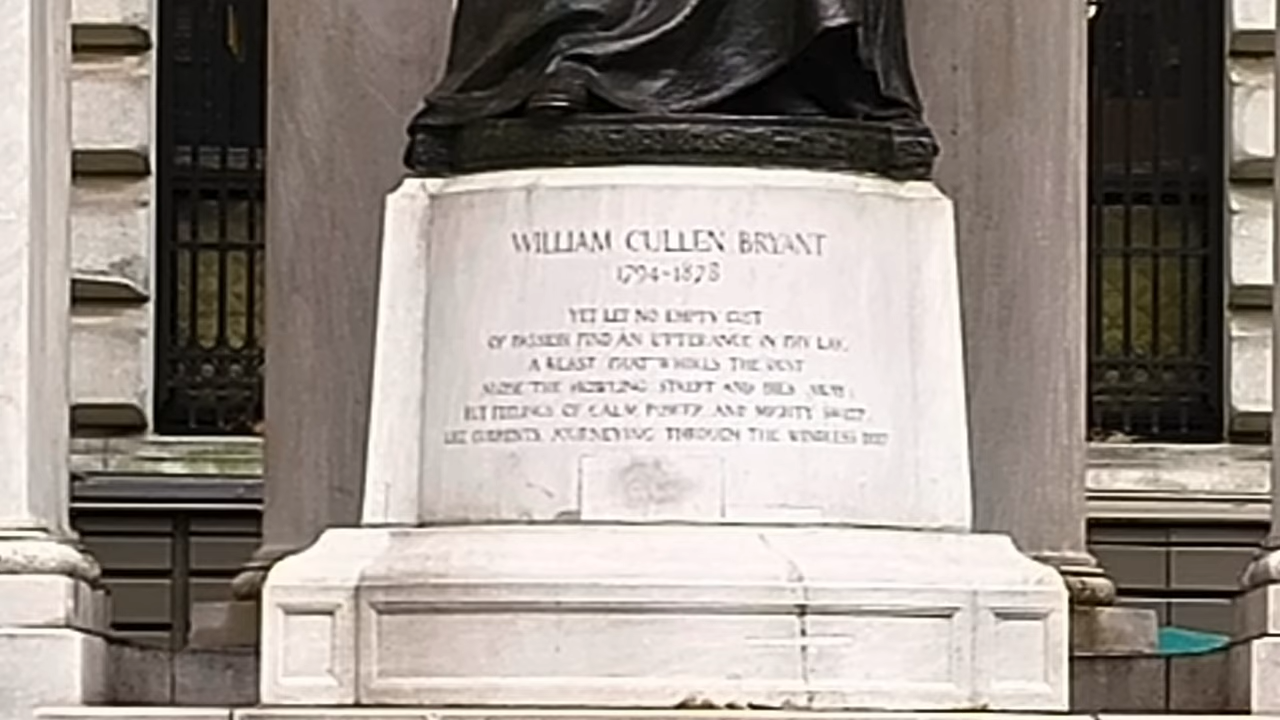 WILLIAM CULLEN BRYANT
1794-1878
YET LET NO EMPTY GUST
OF PASSION FIND AN UTTERANCE IN THY LAY,
A BLAST THAT WHIRLS THE DUST
ALONG THE HOWLING STREET AND DIES AWAY;
BUT FEELINGS OF CALM POWER AND MIGHTY SWEEP,
LIKE CURRENTS JOURNEYING THROUGH THE WINDLESS DEEP